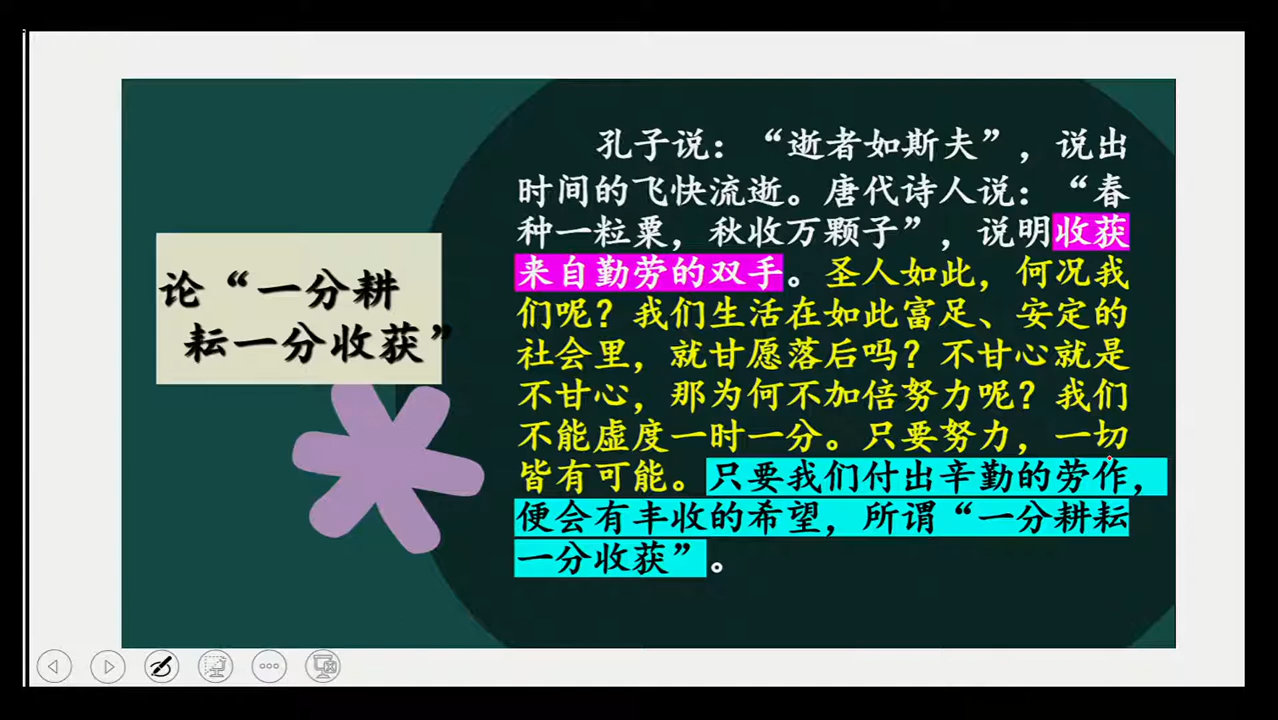 论“一分耕
耘一分收获”
孔子说：“逝者如斯夫”，说出
时间的飞快流逝。唐代诗人说：“春
种一粒粟，秋收万颗子”，说明收获
来自勤劳的双手。圣人如此，何况我
们呢？我们生活在如此富足、安定的
社会里，就甘愿落后吗？不甘心就是
不甘心，那为何不加倍努力呢？我们
不能虚度一时一分。只要努力，一切
皆有可能。只要我们付出辛勤的劳作，
便会有丰收的希望，所谓“一分耕耘
一分收获”。